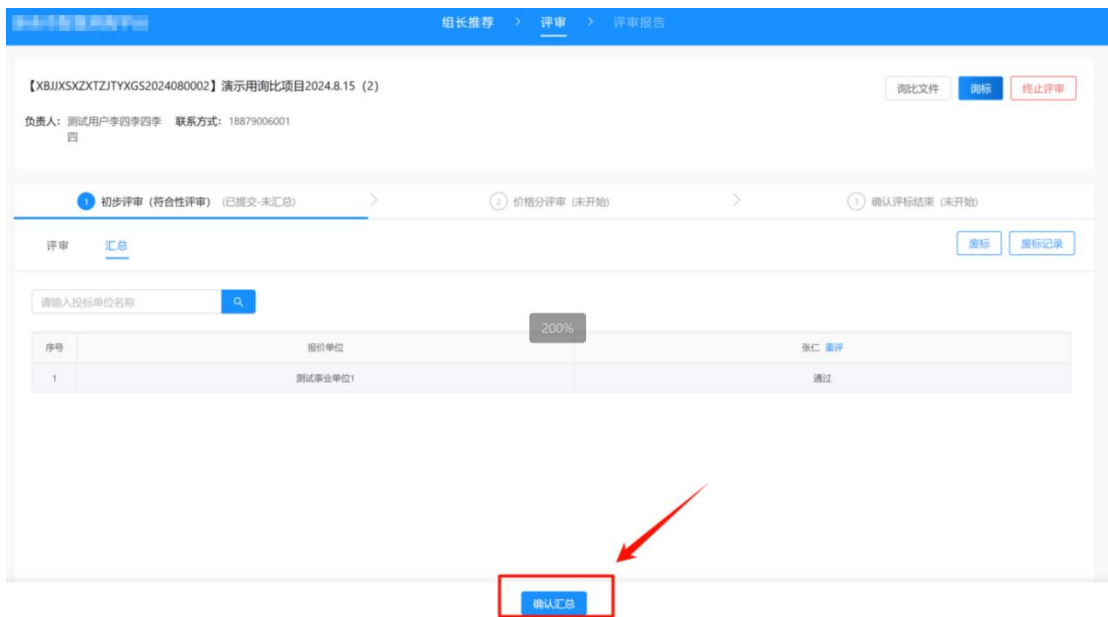 组长推荐 > 评审 > 评审报告
【XBJJXSXZXTZJTYXGS2024080002】演示用询比项目2024.8.15 (2)
询比文件 询标 终止评审
负责人: 测试用户李四李四李四 联系方式: 18879006001
1 初步评审 (符合性评审) (已提交-未汇总) > 2 价格分评审 (未开始) > 3 确认评标结束 (未开始)
评审 汇总 废标 废标记录
请输入投标单位名称
200%
序号 报价单位 张仁 重评
1 测试事业单位1 通过
确认汇总